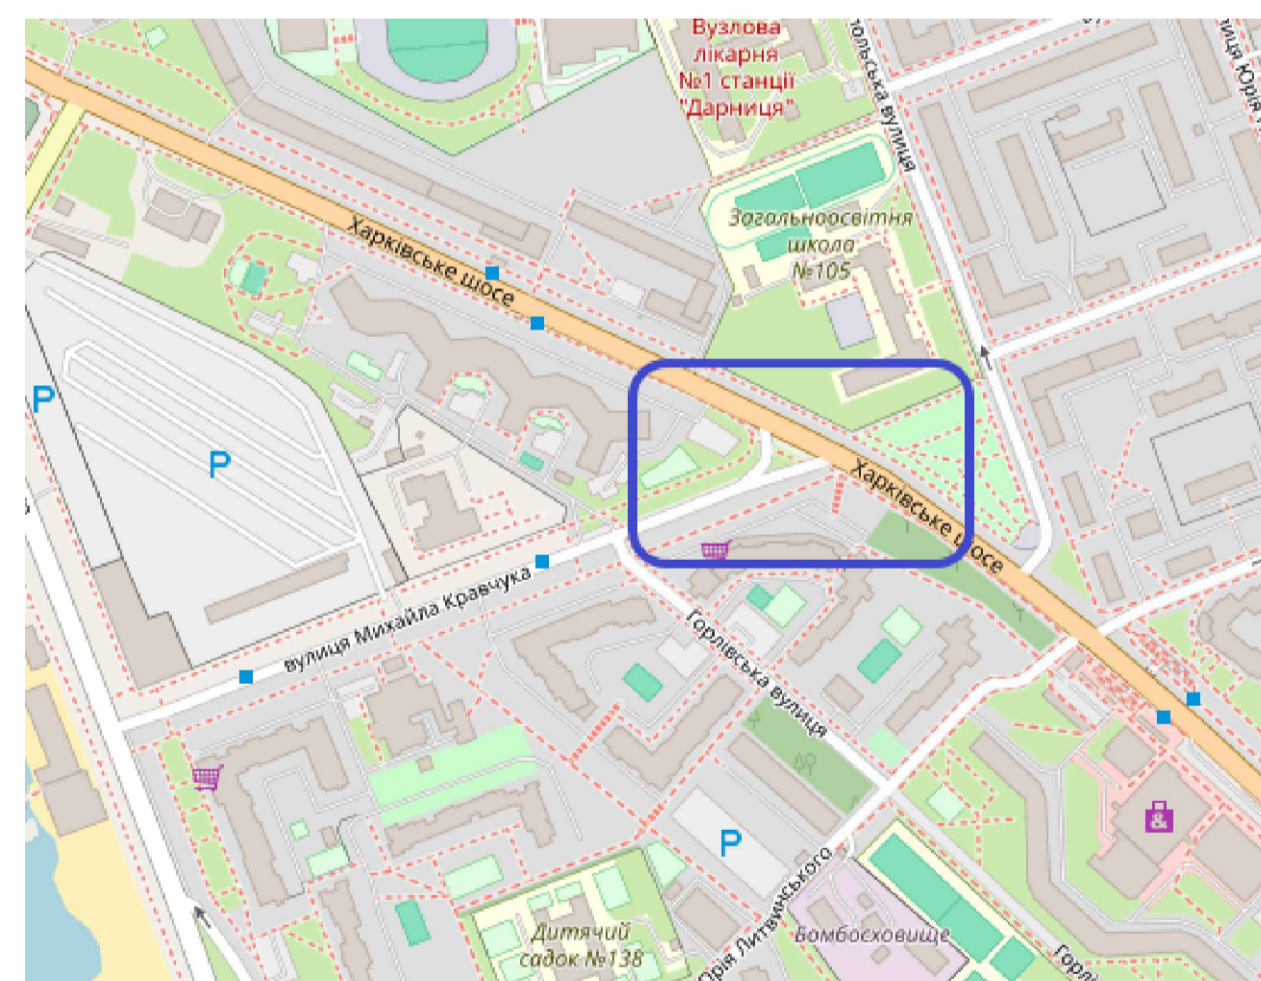 Вузлова
лікарня
№1 станції
"Дарниця"
вулиця
Загальноосвітня
школа
№105
Харківське шосе
P
P
Харківське шосе
вулиця Михайла Кравчука
Горлівська вулиця
P
Дитячий
садок №138
Литвинського
Бомбосховище